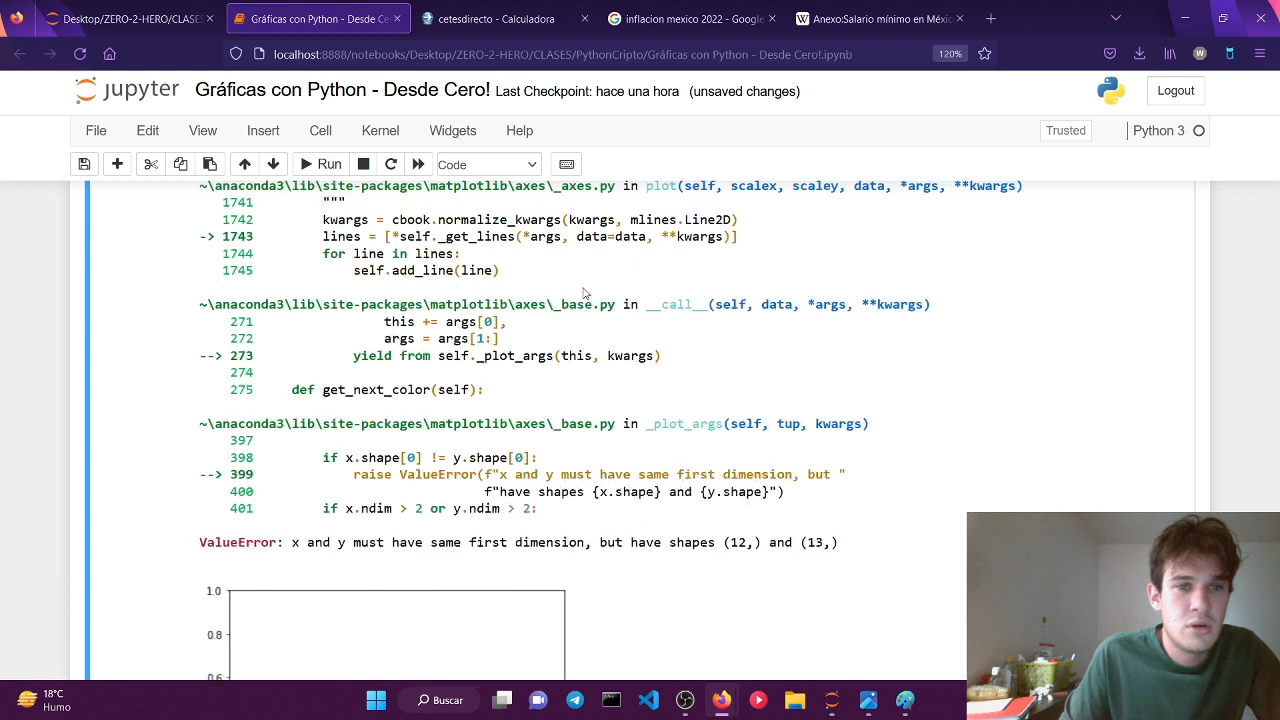 Desktop/ZERO-2-HERO/CLASES
Gráficas con Python - Desde Ce
cetesdirecto - Calculadora
inflacion mexico 2022 - Google
Anexo:Salario mínimo en Méxic
localhost:8888/notebooks/Desktop/ZERO-2-HERO/CLASES/PythonCripto/Gráficas con Python - Desde Cero!.ipynb
120%
W
jupyter Gráficas con Python - Desde Cero! Last Checkpoint: hace una hora (unsaved changes)
Logout
File Edit View Insert Cell Kernel Widgets Help
Trusted
Python 3
Run
Code
~\anaconda3\lib\site-packages\matplotlib\axes\_axes.py in plot(self, scalex, scaley, data, *args, **kwargs)
1741 """
1742 kwargs = cbook.normalize_kwargs(kwargs, mlines.Line2D)
-> 1743 lines = [*self._get_lines(*args, data=data, **kwargs)]
1744 for line in lines:
1745 self.add_line(line)
~\anaconda3\lib\site-packages\matplotlib\axes\_base.py in __call__(self, data, *args, **kwargs)
271 this += args[0],
272 args = args[1:]
--> 273 yield from self._plot_args(this, kwargs)
274
275 def get_next_color(self):
~\anaconda3\lib\site-packages\matplotlib\axes\_base.py in _plot_args(self, tup, kwargs)
397
398 if x.shape[0] != y.shape[0]:
--> 399 raise ValueError(f"x and y must have same first dimension, but "
400 f"have shapes {x.shape} and {y.shape}")
401 if x.ndim > 2 or y.ndim > 2:
ValueError: x and y must have same first dimension, but have shapes (12,) and (13,)
1.0
0.8
0.6
18°C
Humo
Buscar